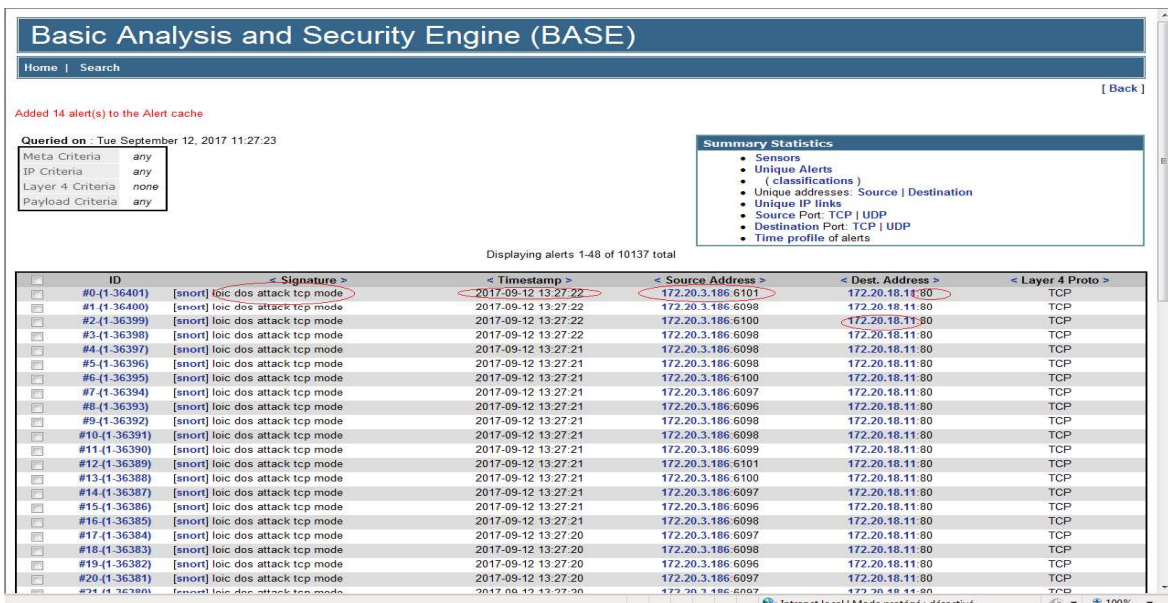 Basic Analysis and Security Engine (BASE)
Home | Search
[ Back ]
Added 14 alert(s) to the Alert cache
Queried on : Tue September 12, 2017 11:27:23
Meta Criteria any
IP Criteria any
Layer 4 Criteria none
Payload Criteria any
Summary Statistics
• Sensors
• Unique Alerts
• ( classifications )
• Unique addresses: Source | Destination
• Unique IP links
• Source Port: TCP | UDP
• Destination Port: TCP | UDP
• Time profile of alerts
Displaying alerts 1-48 of 10137 total
ID < Signature > < Timestamp > < Source Address > < Dest. Address > < Layer 4 Proto >
#0-(1-36401) [snort] loic dos attack tcp mode 2017-09-12 13:27:22 172.20.3.186:6101 172.20.18.11:80 TCP
#1-(1-36400) [snort] loic dos attack tcp mode 2017-09-12 13:27:22 172.20.3.186:6098 172.20.18.11:80 TCP
#2-(1-36399) [snort] loic dos attack tcp mode 2017-09-12 13:27:22 172.20.3.186:6100 172.20.18.11:80 TCP
#3-(1-36398) [snort] loic dos attack tcp mode 2017-09-12 13:27:22 172.20.3.186:6098 172.20.18.11:80 TCP
#4-(1-36397) [snort] loic dos attack tcp mode 2017-09-12 13:27:21 172.20.3.186:6098 172.20.18.11:80 TCP
#5-(1-36396) [snort] loic dos attack tcp mode 2017-09-12 13:27:21 172.20.3.186:6098 172.20.18.11:80 TCP
#6-(1-36395) [snort] loic dos attack tcp mode 2017-09-12 13:27:21 172.20.3.186:6100 172.20.18.11:80 TCP
#7-(1-36394) [snort] loic dos attack tcp mode 2017-09-12 13:27:21 172.20.3.186:6097 172.20.18.11:80 TCP
#8-(1-36393) [snort] loic dos attack tcp mode 2017-09-12 13:27:21 172.20.3.186:6096 172.20.18.11:80 TCP
#9-(1-36392) [snort] loic dos attack tcp mode 2017-09-12 13:27:21 172.20.3.186:6098 172.20.18.11:80 TCP
#10-(1-36391) [snort] loic dos attack tcp mode 2017-09-12 13:27:21 172.20.3.186:6098 172.20.18.11:80 TCP
#11-(1-36390) [snort] loic dos attack tcp mode 2017-09-12 13:27:21 172.20.3.186:6099 172.20.18.11:80 TCP
#12-(1-36389) [snort] loic dos attack tcp mode 2017-09-12 13:27:21 172.20.3.186:6101 172.20.18.11:80 TCP
#13-(1-36388) [snort] loic dos attack tcp mode 2017-09-12 13:27:21 172.20.3.186:6100 172.20.18.11:80 TCP
#14-(1-36387) [snort] loic dos attack tcp mode 2017-09-12 13:27:21 172.20.3.186:6097 172.20.18.11:80 TCP
#15-(1-36386) [snort] loic dos attack tcp mode 2017-09-12 13:27:21 172.20.3.186:6096 172.20.18.11:80 TCP
#16-(1-36385) [snort] loic dos attack tcp mode 2017-09-12 13:27:21 172.20.3.186:6098 172.20.18.11:80 TCP
#17-(1-36384) [snort] loic dos attack tcp mode 2017-09-12 13:27:20 172.20.3.186:6097 172.20.18.11:80 TCP
#18-(1-36383) [snort] loic dos attack tcp mode 2017-09-12 13:27:20 172.20.3.186:6098 172.20.18.11:80 TCP
#19-(1-36382) [snort] loic dos attack tcp mode 2017-09-12 13:27:20 172.20.3.186:6096 172.20.18.11:80 TCP
#20-(1-36381) [snort] loic dos attack tcp mode 2017-09-12 13:27:20 172.20.3.186:6097 172.20.18.11:80 TCP
#21-(1-36380) [snort] loic dos attack tcp mode 2017-09-12 13:27:20 172.20.3.186:6097 172.20.18.11:80 TCP
Intranet local | Mode protégé : désactivé 100%